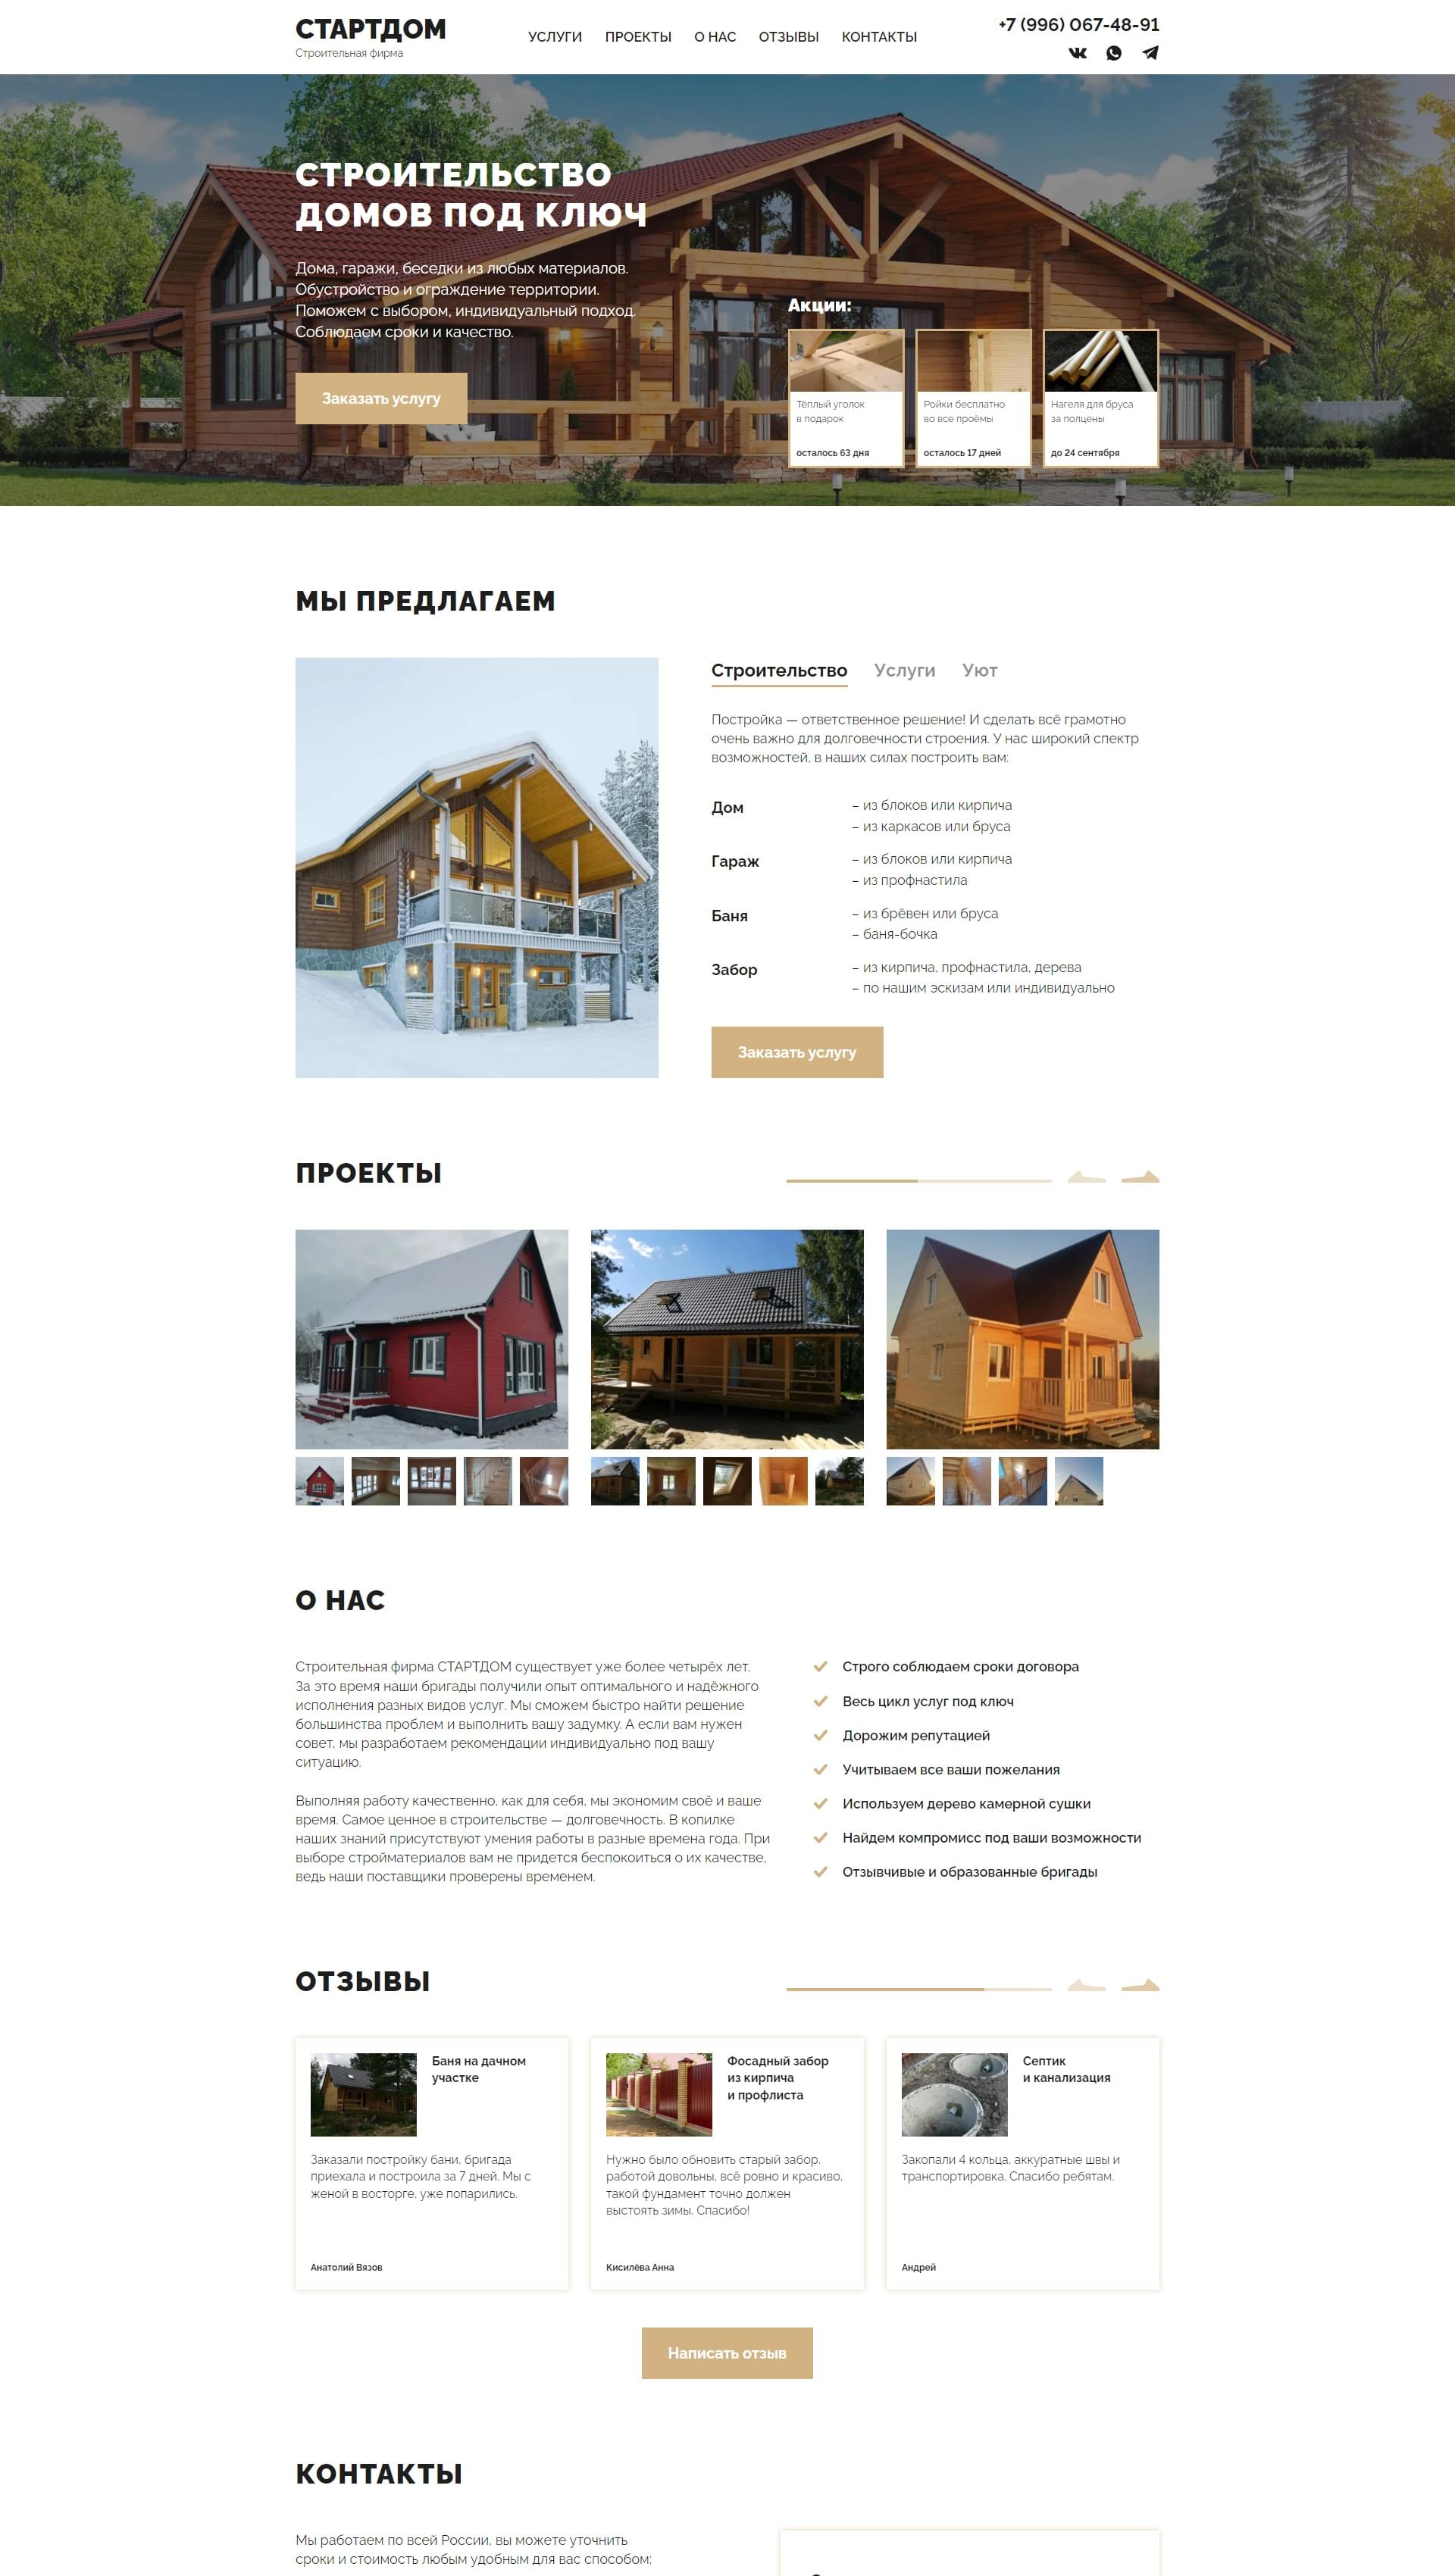 СТАРТДОМ
Строительная фирма
УСЛУГИ ПРОЕКТЫ О НАС ОТЗЫВЫ КОНТАКТЫ
+7 (996) 067-48-91
СТРОИТЕЛЬСТВО
ДОМОВ ПОД КЛЮЧ
Дома, гаражи, беседки из любых материалов.
Обустройство и ограждение территории.
Поможем с выбором, индивидуальный подход.
Соблюдаем сроки и качество.
Заказать услугу
Акции:
Тёплый уголок
в подарок
осталось 63 дня
Ройки бесплатно
во все проёмы
осталось 17 дней
Нагеля для бруса
за полцены
до 24 сентября
МЫ ПРЕДЛАГАЕМ
Строительство Услуги Уют
Постройка — ответственное решение! И сделать всё грамотно
очень важно для долговечности строения. У нас широкий спектр
возможностей, в наших силах построить вам:
Дом
– из блоков или кирпича
– из каркасов или бруса
Гараж
– из блоков или кирпича
– из профнастила
Баня
– из брёвен или бруса
– баня-бочка
Забор
– из кирпича, профнастила, дерева
– по нашим эскизам или индивидуально
Заказать услугу
ПРОЕКТЫ
О НАС
Строительная фирма СТАРТДОМ существует уже более четырёх лет.
За это время наши бригады получили опыт оптимального и надёжного
исполнения разных видов услуг. Мы сможем быстро найти решение
большинства проблем и выполнить вашу задумку. А если вам нужен
совет, мы разработаем рекомендации индивидуально под вашу
ситуацию.
Выполняя работу качественно, как для себя, мы экономим своё и ваше
время. Самое ценное в строительстве — долговечность. В копилке
наших знаний присутствуют умения работы в разные времена года. При
выборе стройматериалов вам не придется беспокоиться о их качестве,
ведь наши поставщики проверены временем.
Строго соблюдаем сроки договора
Весь цикл услуг под ключ
Дорожим репутацией
Учитываем все ваши пожелания
Используем дерево камерной сушки
Найдем компромисс под ваши возможности
Отзывчивые и образованные бригады
ОТЗЫВЫ
Баня на дачном
участке
Заказали постройку бани, бригада
приехала и построила за 7 дней. Мы с
женой в восторге, уже попарились.
Анатолий Вязов
Фосадный забор
из кирпича
и профлиста
Нужно было обновить старый забор,
работой довольны, всё ровно и красиво,
такой фундамент точно должен
выстоять зимы. Спасибо!
Кисилёва Анна
Септик
и канализация
Закопали 4 кольца, аккуратные швы и
транспортировка. Спасибо ребятам.
Андрей
Написать отзыв
КОНТАКТЫ
Мы работаем по всей России, вы можете уточнить
сроки и стоимость любым удобным для вас способом: